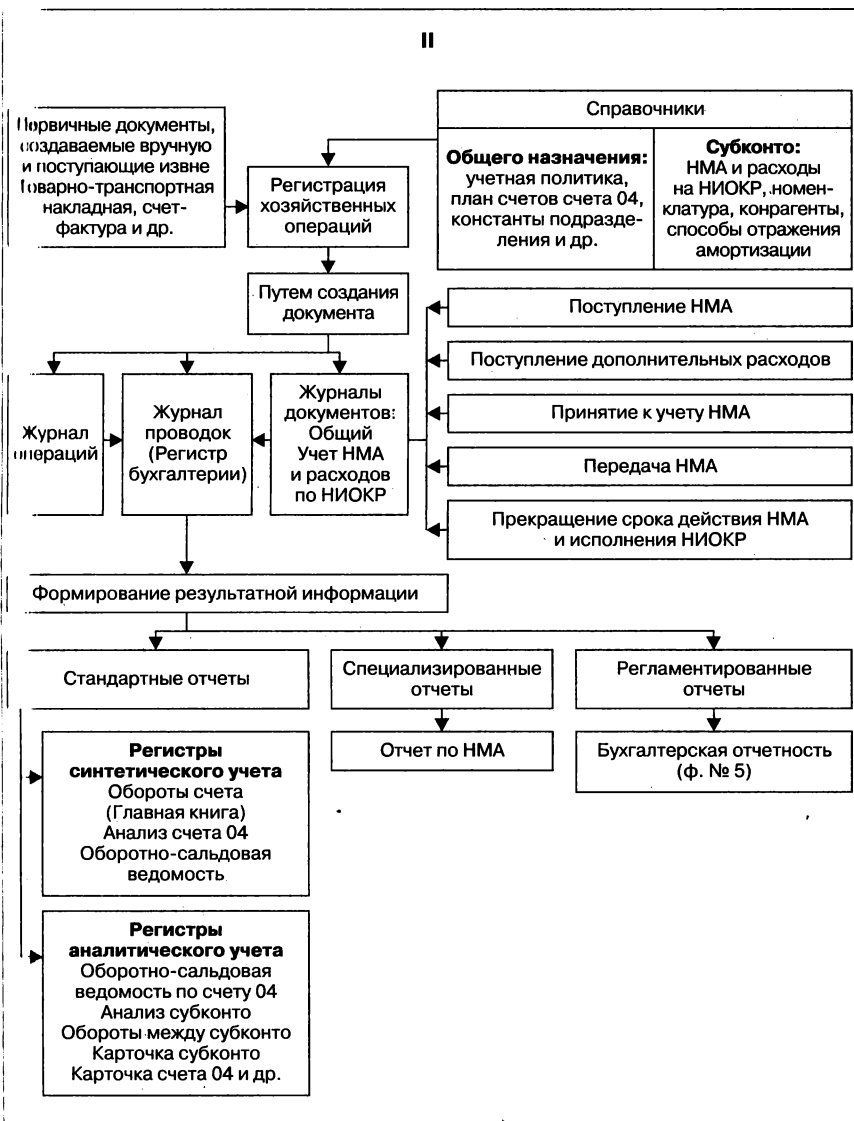 II
Первичные документы,
создаваемые вручную
и поступающие извне
Товарно-транспортная
накладная, счет-
фактура и др.
Регистрация
хозяйственных
операций
Справочники
Общего назначения:
учетная политика,
план счетов счета 04,
константы подразде-
ления и др.
Субконто:
НМА и расходы
на НИОКР, номен-
клатура, конрагенты,
способы отражения
амортизации
Путем создания
документа
Журнал
операций
Журнал
проводок
(Регистр
бухгалтерии)
Журналы
документов:
Общий
Учет НМА
и расходов
по НИОКР
Поступление НМА
Поступление дополнительных расходов
Принятие к учету НМА
Передача НМА
Прекращение срока действия НМА
и исполнения НИОКР
Формирование результатной информации
Стандартные отчеты
Специализированные
отчеты
Регламентированные
отчеты
Отчет по НМА
Бухгалтерская отчетность
(ф. № 5)
Регистры
синтетического учета
Обороты счета
(Главная книга)
Анализ счета 04
Оборотно-сальдовая
ведомость
Регистры
аналитического учета
Оборотно-сальдовая
ведомость по счету 04
Анализ субконто
Обороты между субконто
Карточка субконто
Карточка счета 04 и др.